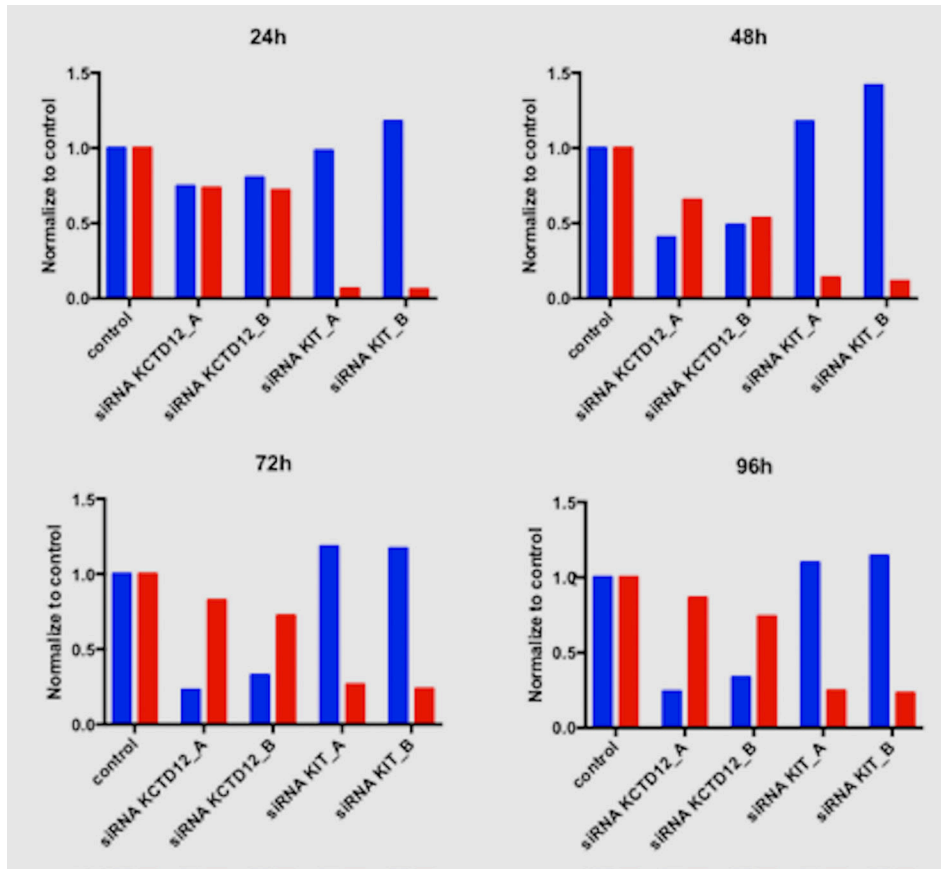 24h
Normalize to control
1.5
1.0
0.5
0.0
control
siRNA KCTD12_A
siRNA KCTD12_B
siRNA KIT_A
siRNA KIT_B
48h
Normalize to control
1.5
1.0
0.5
0.0
control
siRNA KCTD12_A
siRNA KCTD12_B
siRNA KIT_A
siRNA KIT_B
72h
Normalize to control
1.5
1.0
0.5
0.0
control
siRNA KCTD12_A
siRNA KCTD12_B
siRNA KIT_A
siRNA KIT_B
96h
Normalize to control
1.5
1.0
0.5
0.0
control
siRNA KCTD12_A
siRNA KCTD12_B
siRNA KIT_A
siRNA KIT_B